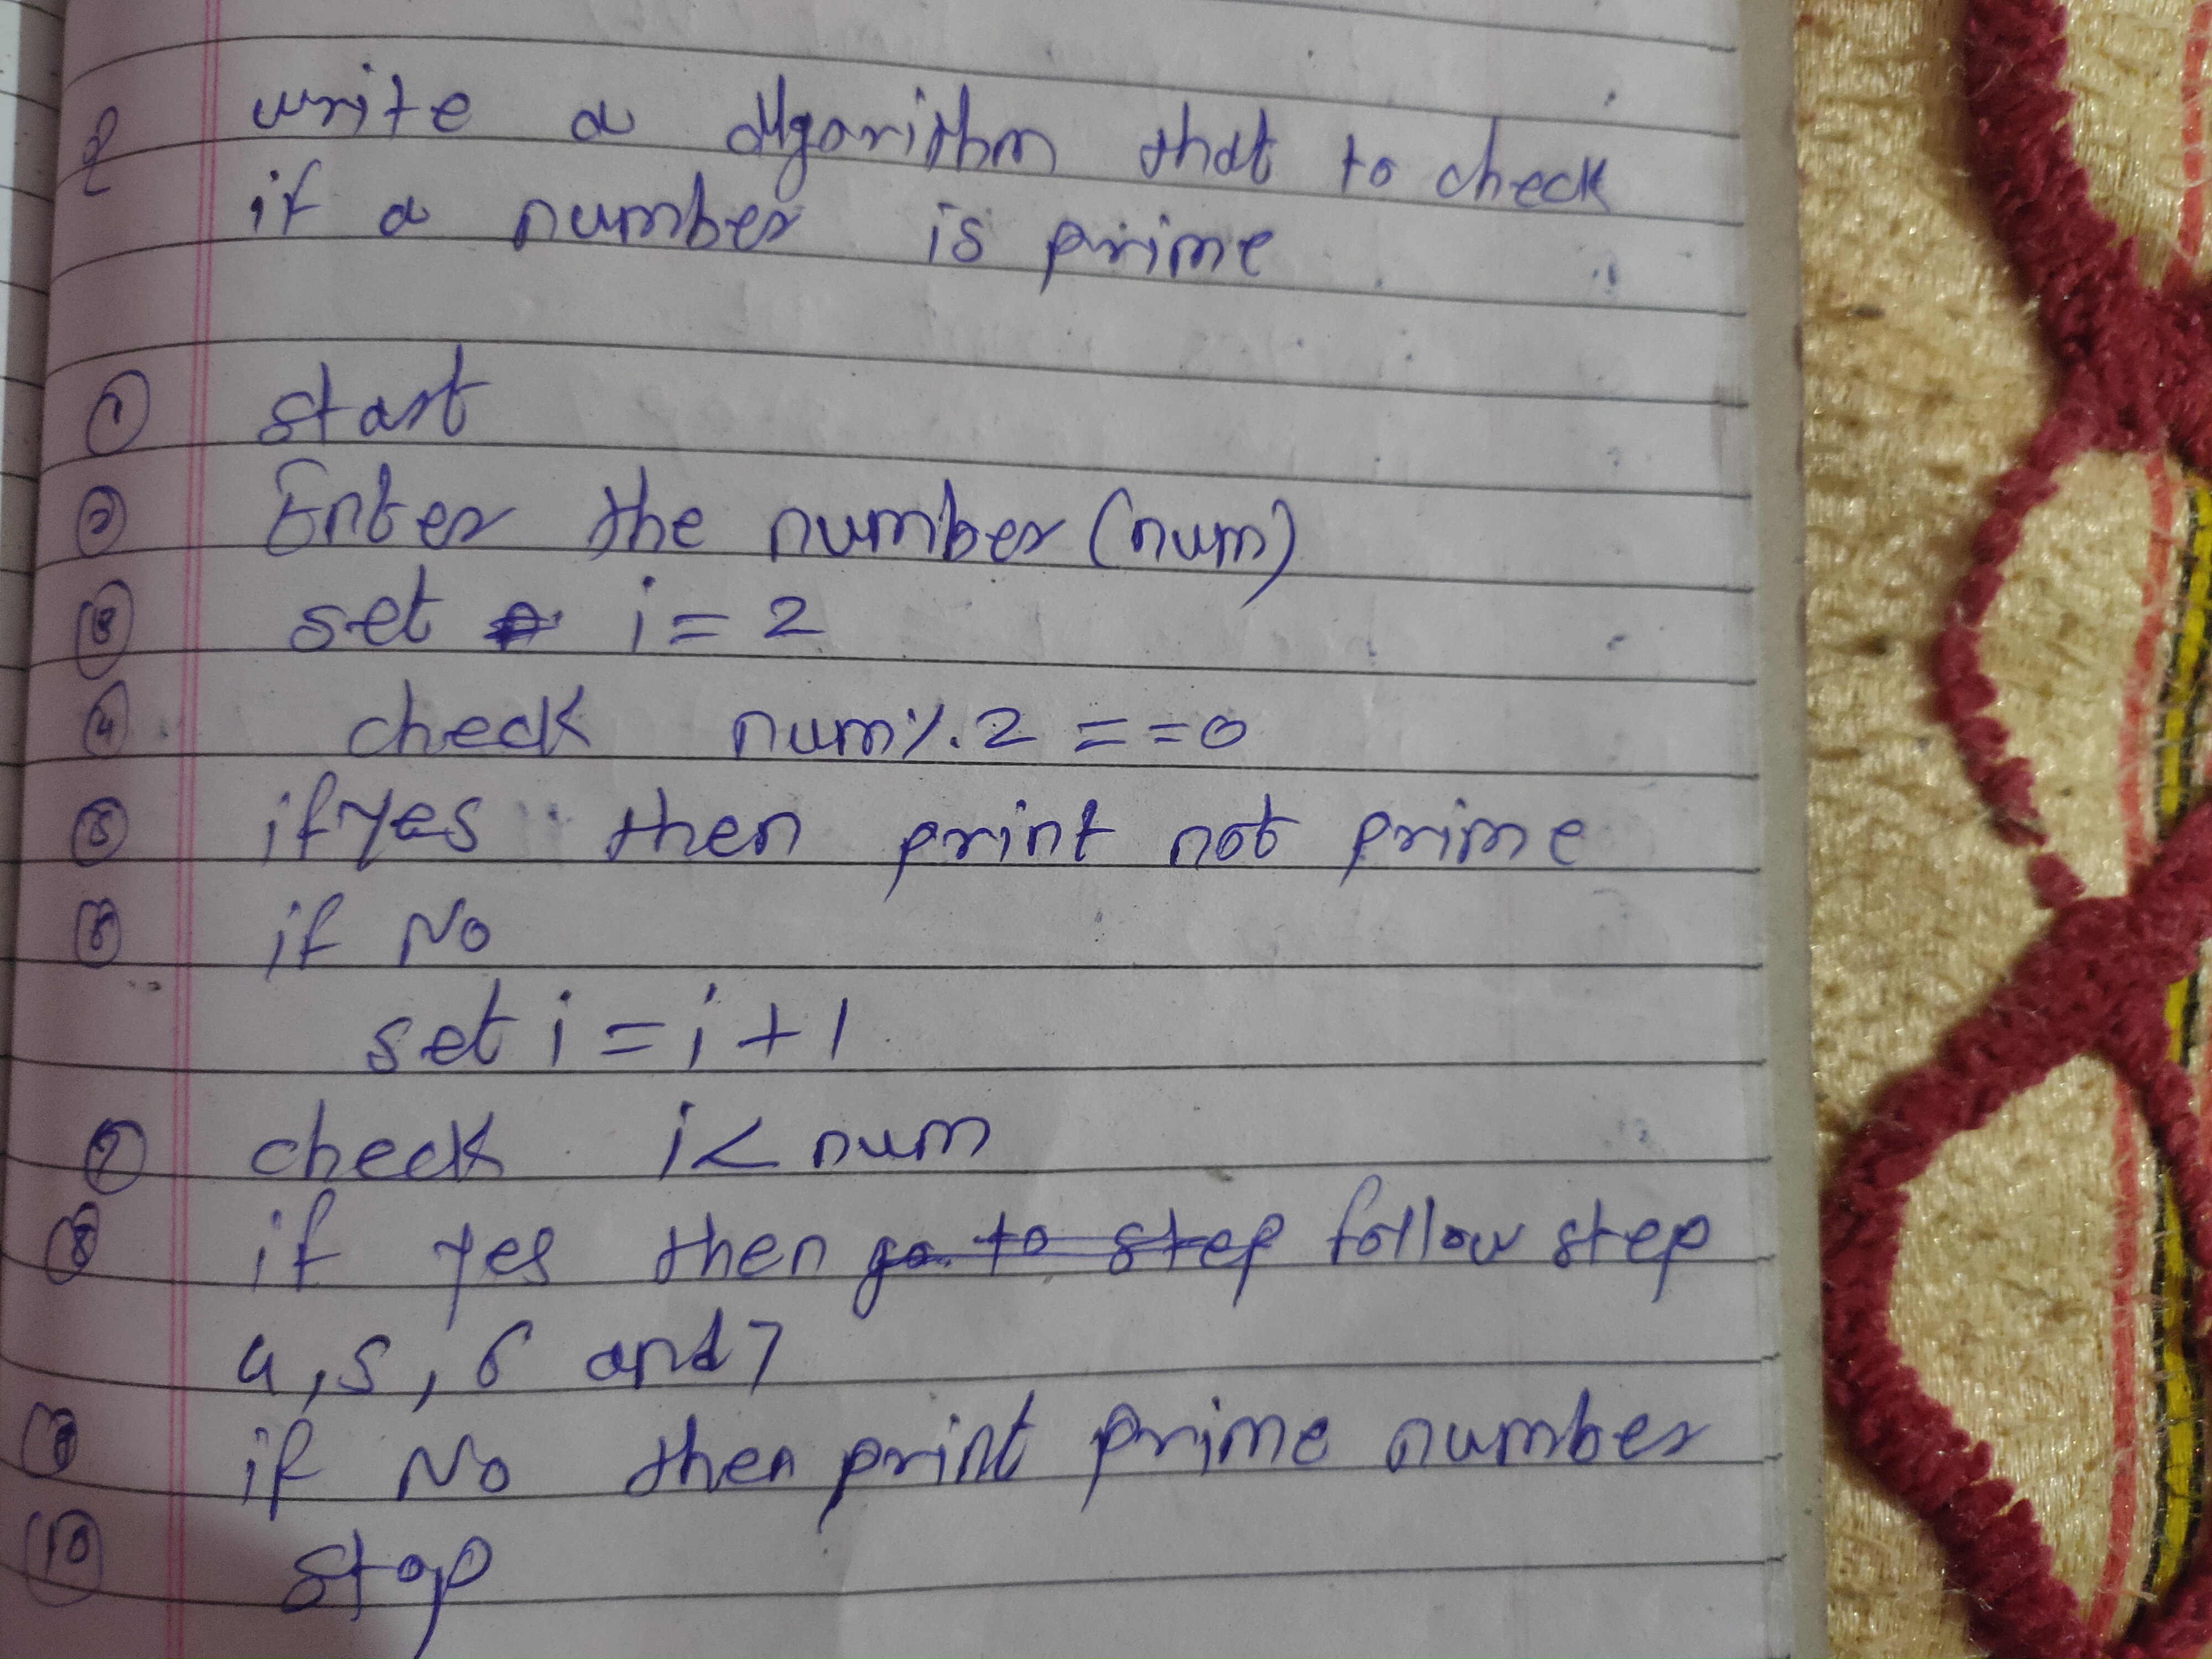 Q write a algorithm that to check
if a number is prime
① start
② Enter the number (num)
③ set i = 2
④ check num % 2 = = 0
⑤ if yes then print not prime
⑥ if No
set i = i + 1
⑦ check i < num
⑧ if yes then go to step follow step
4, 5, 6 and 7
⑨ if No then print prime number
⑩ stop